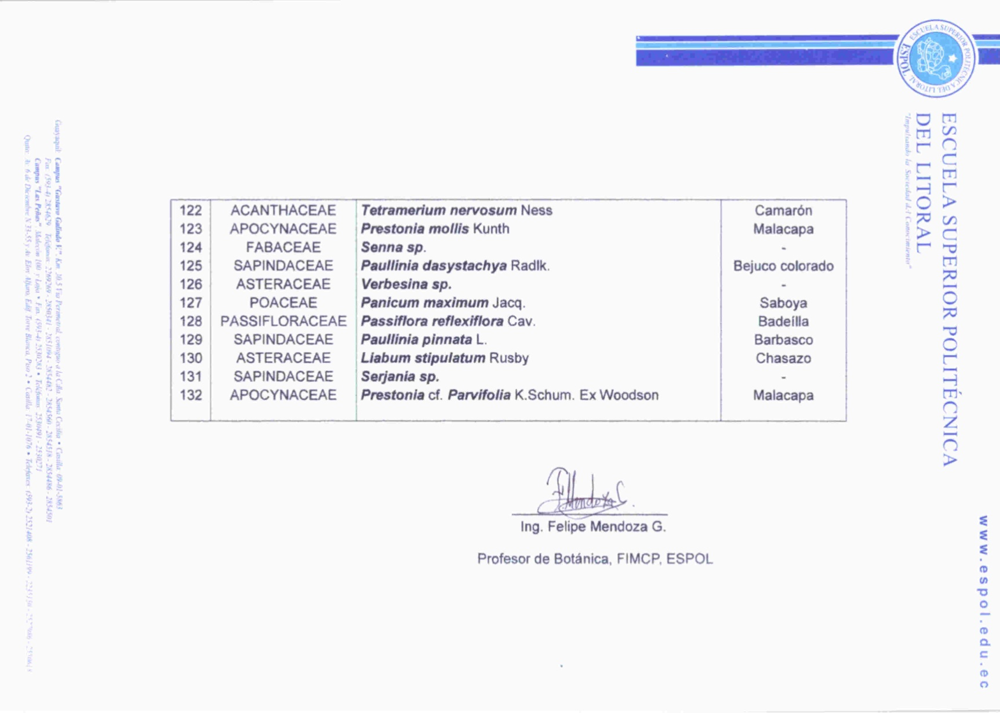 ESCUELA SUPERIOR POLITÉCNICA DEL LITORAL
ESPOL
ESCUELA SUPERIOR POLITÉCNICA
DEL LITORAL
"Impulsando la Sociedad del Conocimiento"
122 ACANTHACEAE Tetramerium nervosum Ness Camarón
123 APOCYNACEAE Prestonia mollis Kunth Malacapa
124 FABACEAE Senna sp. -
125 SAPINDACEAE Paullinia dasystachya Radlk. Bejuco colorado
126 ASTERACEAE Verbesina sp. -
127 POACEAE Panicum maximum Jacq. Saboya
128 PASSIFLORACEAE Passiflora reflexiflora Cav. Badeílla
129 SAPINDACEAE Paullinia pinnata L. Barbasco
130 ASTERACEAE Liabum stipulatum Rusby Chasazo
131 SAPINDACEAE Serjania sp. -
132 APOCYNACEAE Prestonia cf. Parvifolia K.Schum. Ex Woodson Malacapa
FMendoza G.
Ing. Felipe Mendoza G.
Profesor de Botánica, FIMCP, ESPOL
Guayaquil: Campus "Gustavo Galindo V.", Km. 30.5 Vía Perimetral, contiguo a la Cdla. Santa Cecilia • Casilla: 09-01-5863
Fax: (593-4) 2854629 Teléfonos: 2269269 - 2850341 - 2851094 - 2854482 - 2854560 - 2854518 - 2854486 - 2854501
Campus "Las Peñas", Malecón 100 y Loja • Fax: (593-4) 2530283 • Teléfonos: 2530491 - 2530271
Quito: Av. 6 de Diciembre N 33-55 y Av. Eloy Alfaro, Edif. Torre Blanca, Piso 2 • Casilla: 17-01-1076 • Telefaxes: (593-2) 2521408 - 2561199
www.espol.edu.ec